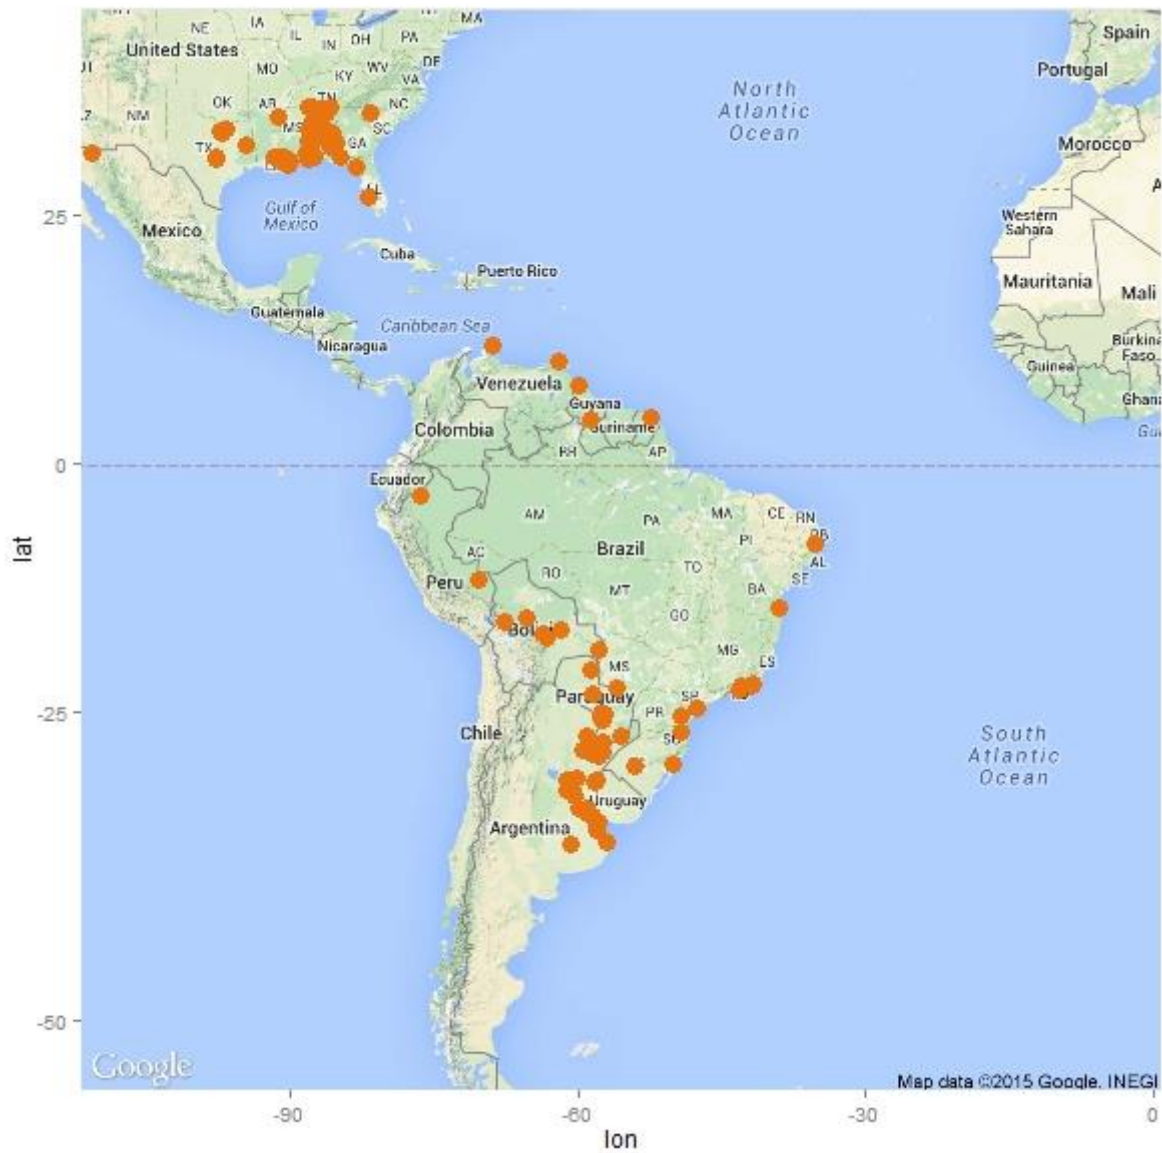 MA
NE
IA
IL
IN
OH
PA
United States
MO
KY
WV
DE
VA
OK
AR
TN
NC
NM
MS
SC
TX
GA
Spain
Portugal
Morocco
North
Atlantic
Ocean
25
Gulf of
Mexico
Mexico
Cuba
Puerto Rico
Western
Sahara
Mauritania
Mali
Guatemala
Caribbean Sea
Nicaragua
Burkina
Faso
Guinea
Ghana
Venezuela
Guyana
Suriname
Colombia
RR
AP
0
Ecuador
AM
PA
MA
CE
RN
PI
AL
SE
Brazil
AC
RO
TO
MT
BA
Peru
GO
MG
ES
MS
Paraguay
SP
PR
-25
Chile
South
Atlantic
Ocean
Uruguay
Argentina
-50
Google
Map data ©2015 Google, INEGI
-90
-60
-30
0
lon
lat